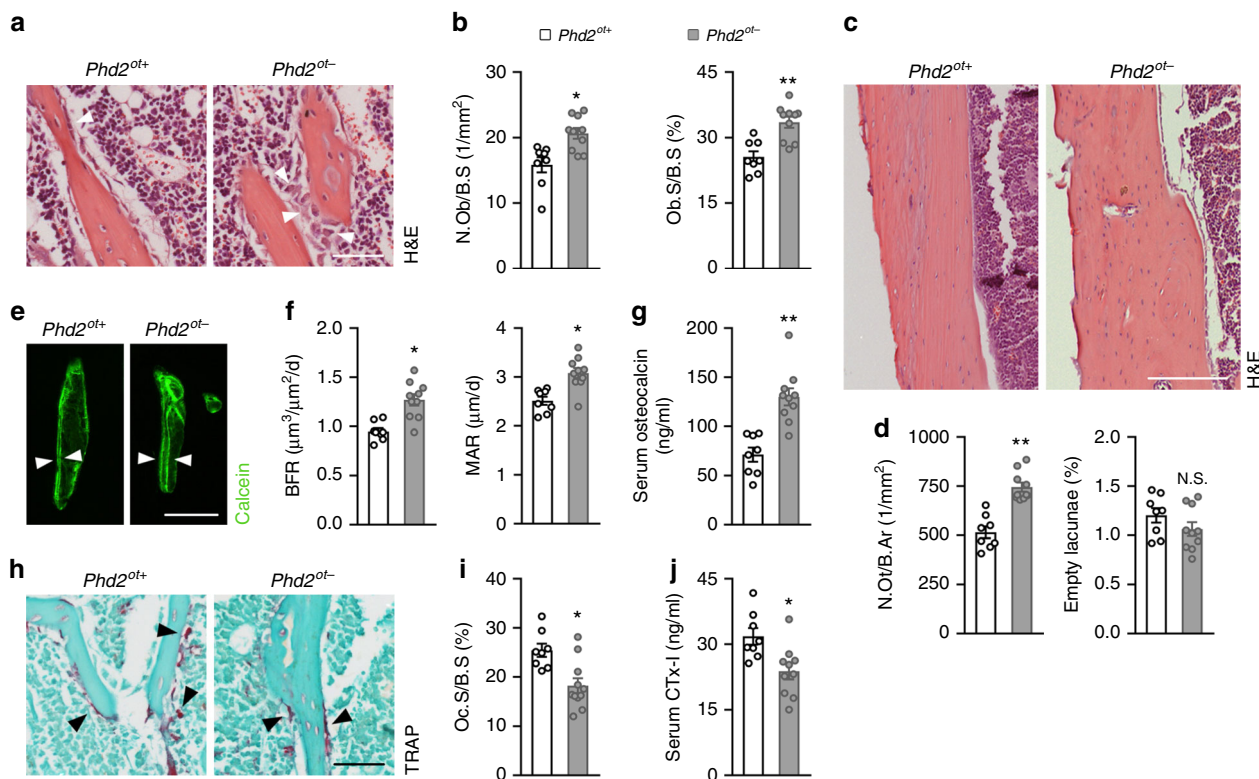 a
Phd2ot+
Phd2ot–
H&E
b
Phd2ot+
Phd2ot–
N.Ob/B.S (1/mm2)
30
20
10
0
*
Ob.S/B.S (%)
45
30
15
0
**
c
Phd2ot+
Phd2ot–
H&E
d
N.Ot/B.Ar (1/mm2)
1000
750
500
250
0
**
Empty lacunae (%)
2.0
1.5
1.0
0.0
N.S.
e
Phd2ot+
Phd2ot–
Calcein
f
BFR (μm3/μm2/d)
2.0
1.5
1.0
0.5
0.0
*
MAR (μm/d)
4
3
2
1
0
*
g
Serum osteocalcin
(ng/ml)
200
150
100
50
0
**
h
Phd2ot+
Phd2ot–
TRAP
i
Oc.S/B.S (%)
50
40
30
20
10
0
*
j
Serum CTx-I (ng/ml)
45
30
15
0
*